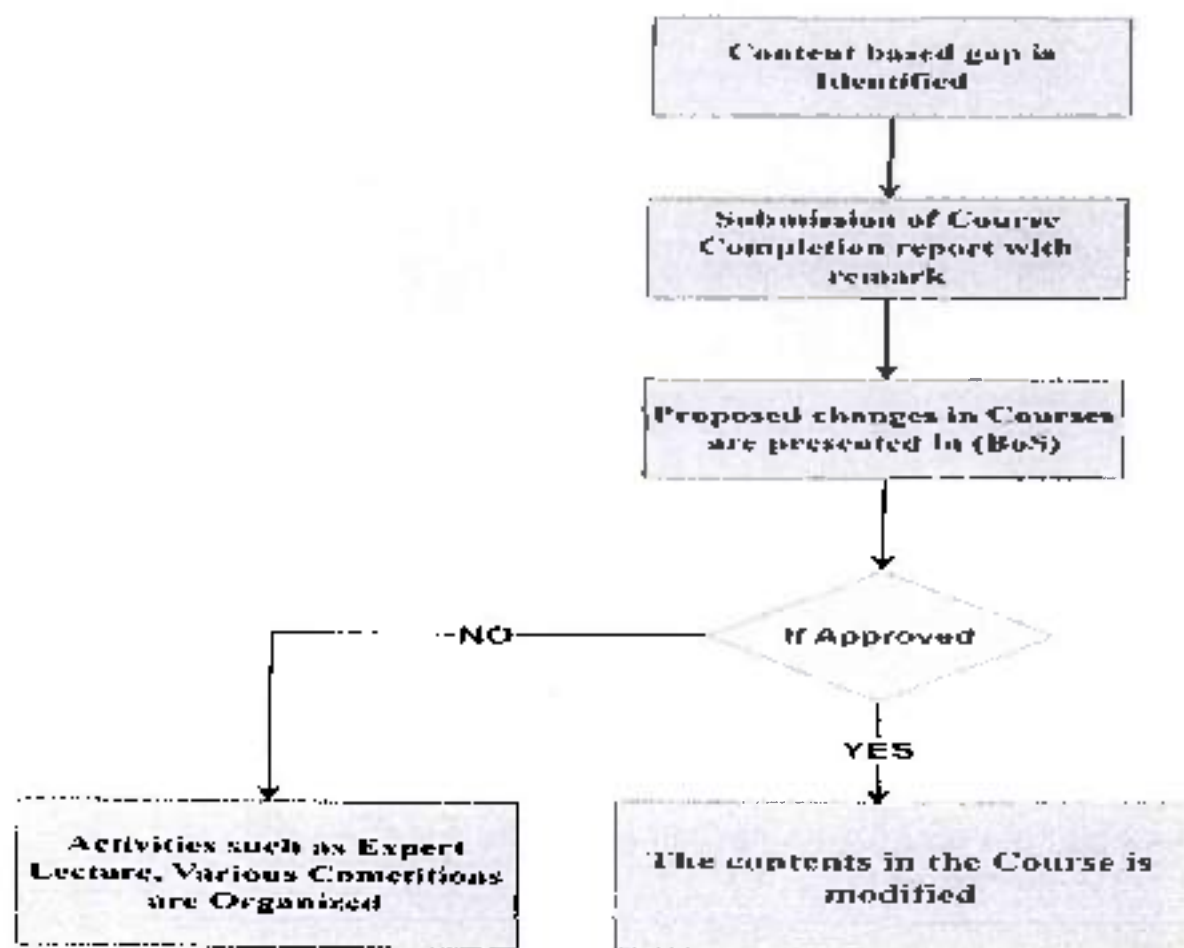 Content based gap is
Identified
Submission of Course
Completion report with
remark
Proposed changes in Courses
are presented in (BoS)
If Approved
NO
YES
Activities such as Expert
Lecture, Various Cometitions
are Organized
The contents in the Course is
modified